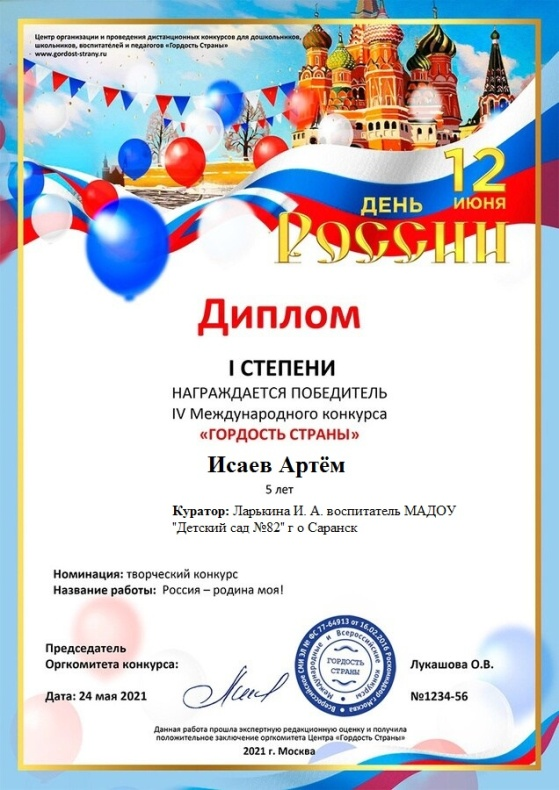 Центр организации и проведения дистанционных конкурсов для дошкольников,
школьников, воспитателей и педагогов «Гордость Страны»
www.gordost-strany.ru
12
ДЕНЬ ИЮНЯ
РОССИИ
Диплом
I СТЕПЕНИ
НАГРАЖДАЕТСЯ ПОБЕДИТЕЛЬ
IV Международного конкурса
«ГОРДОСТЬ СТРАНЫ»
Исаев Артём
5 лет
Куратор: Ларькина И. А. воспитатель МАДОУ
"Детский сад №82" г о Саранск
Номинация: творческий конкурс
Название работы: Россия – родина моя!
Председатель
Оргкомитета конкурса:
Лукашова О.В.
Дата: 24 мая 2021
№1234-56
Всероссийское СМИ ЭЛ № ФС 77-64913 от 16.02.2016 Роскомнадзор г.Москва
Международные и Всероссийские конкурсы
ГОРДОСТЬ
СТРАНЫ
Данная работа прошла экспертную редакционную оценку и получила
положительное заключение оргкомитета Центра «Гордость Страны»
2021 г. Москва